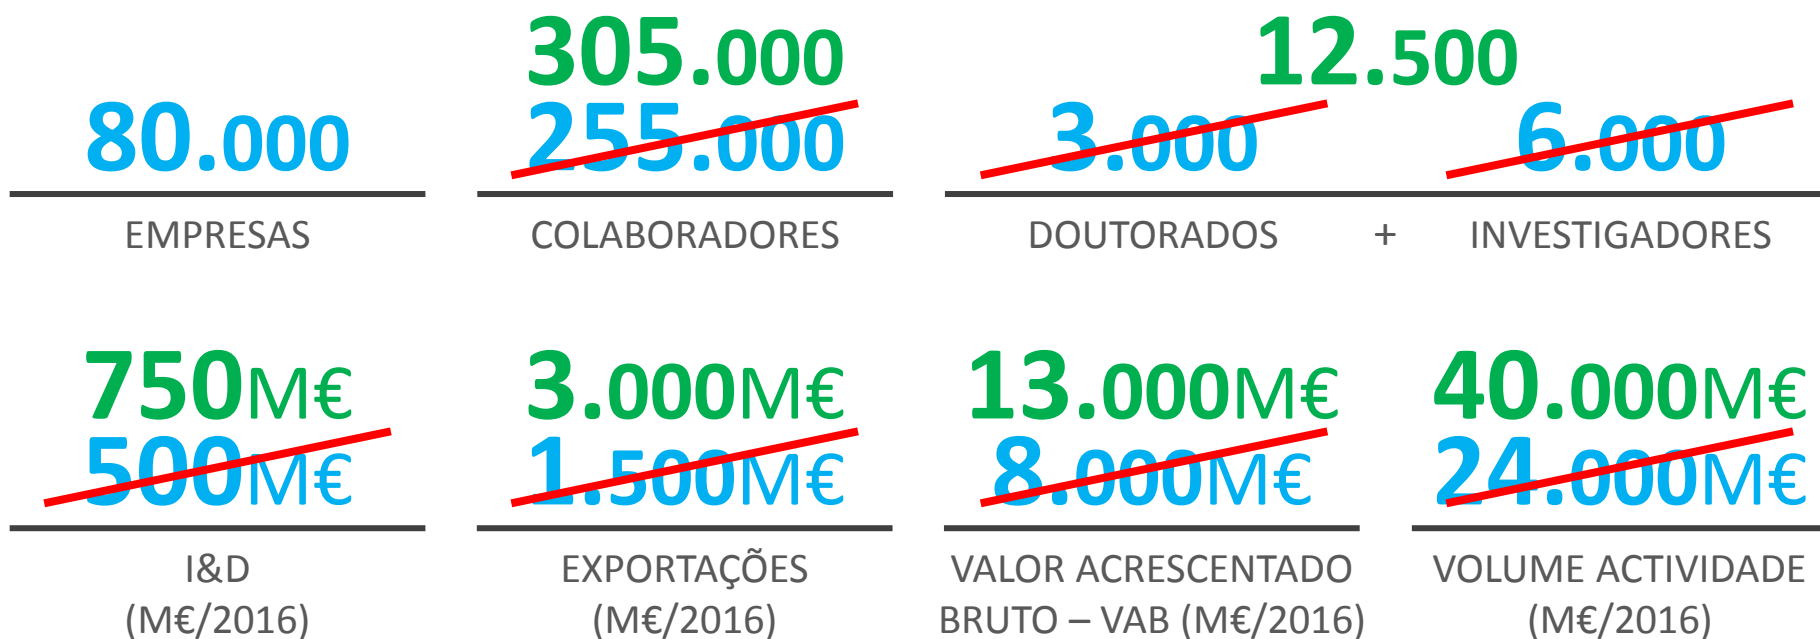 305.000 12.500
80.000 255.000 3.000 6.000
EMPRESAS COLABORADORES DOUTORADOS + INVESTIGADORES
750M€ 3.000M€ 13.000M€ 40.000M€
500M€ 1.500M€ 8.000M€ 24.000M€
I&D EXPORTAÇÕES VALOR ACRESCENTADO VOLUME ACTIVIDADE
(M€/2016) (M€/2016) BRUTO – VAB (M€/2016) (M€/2016)